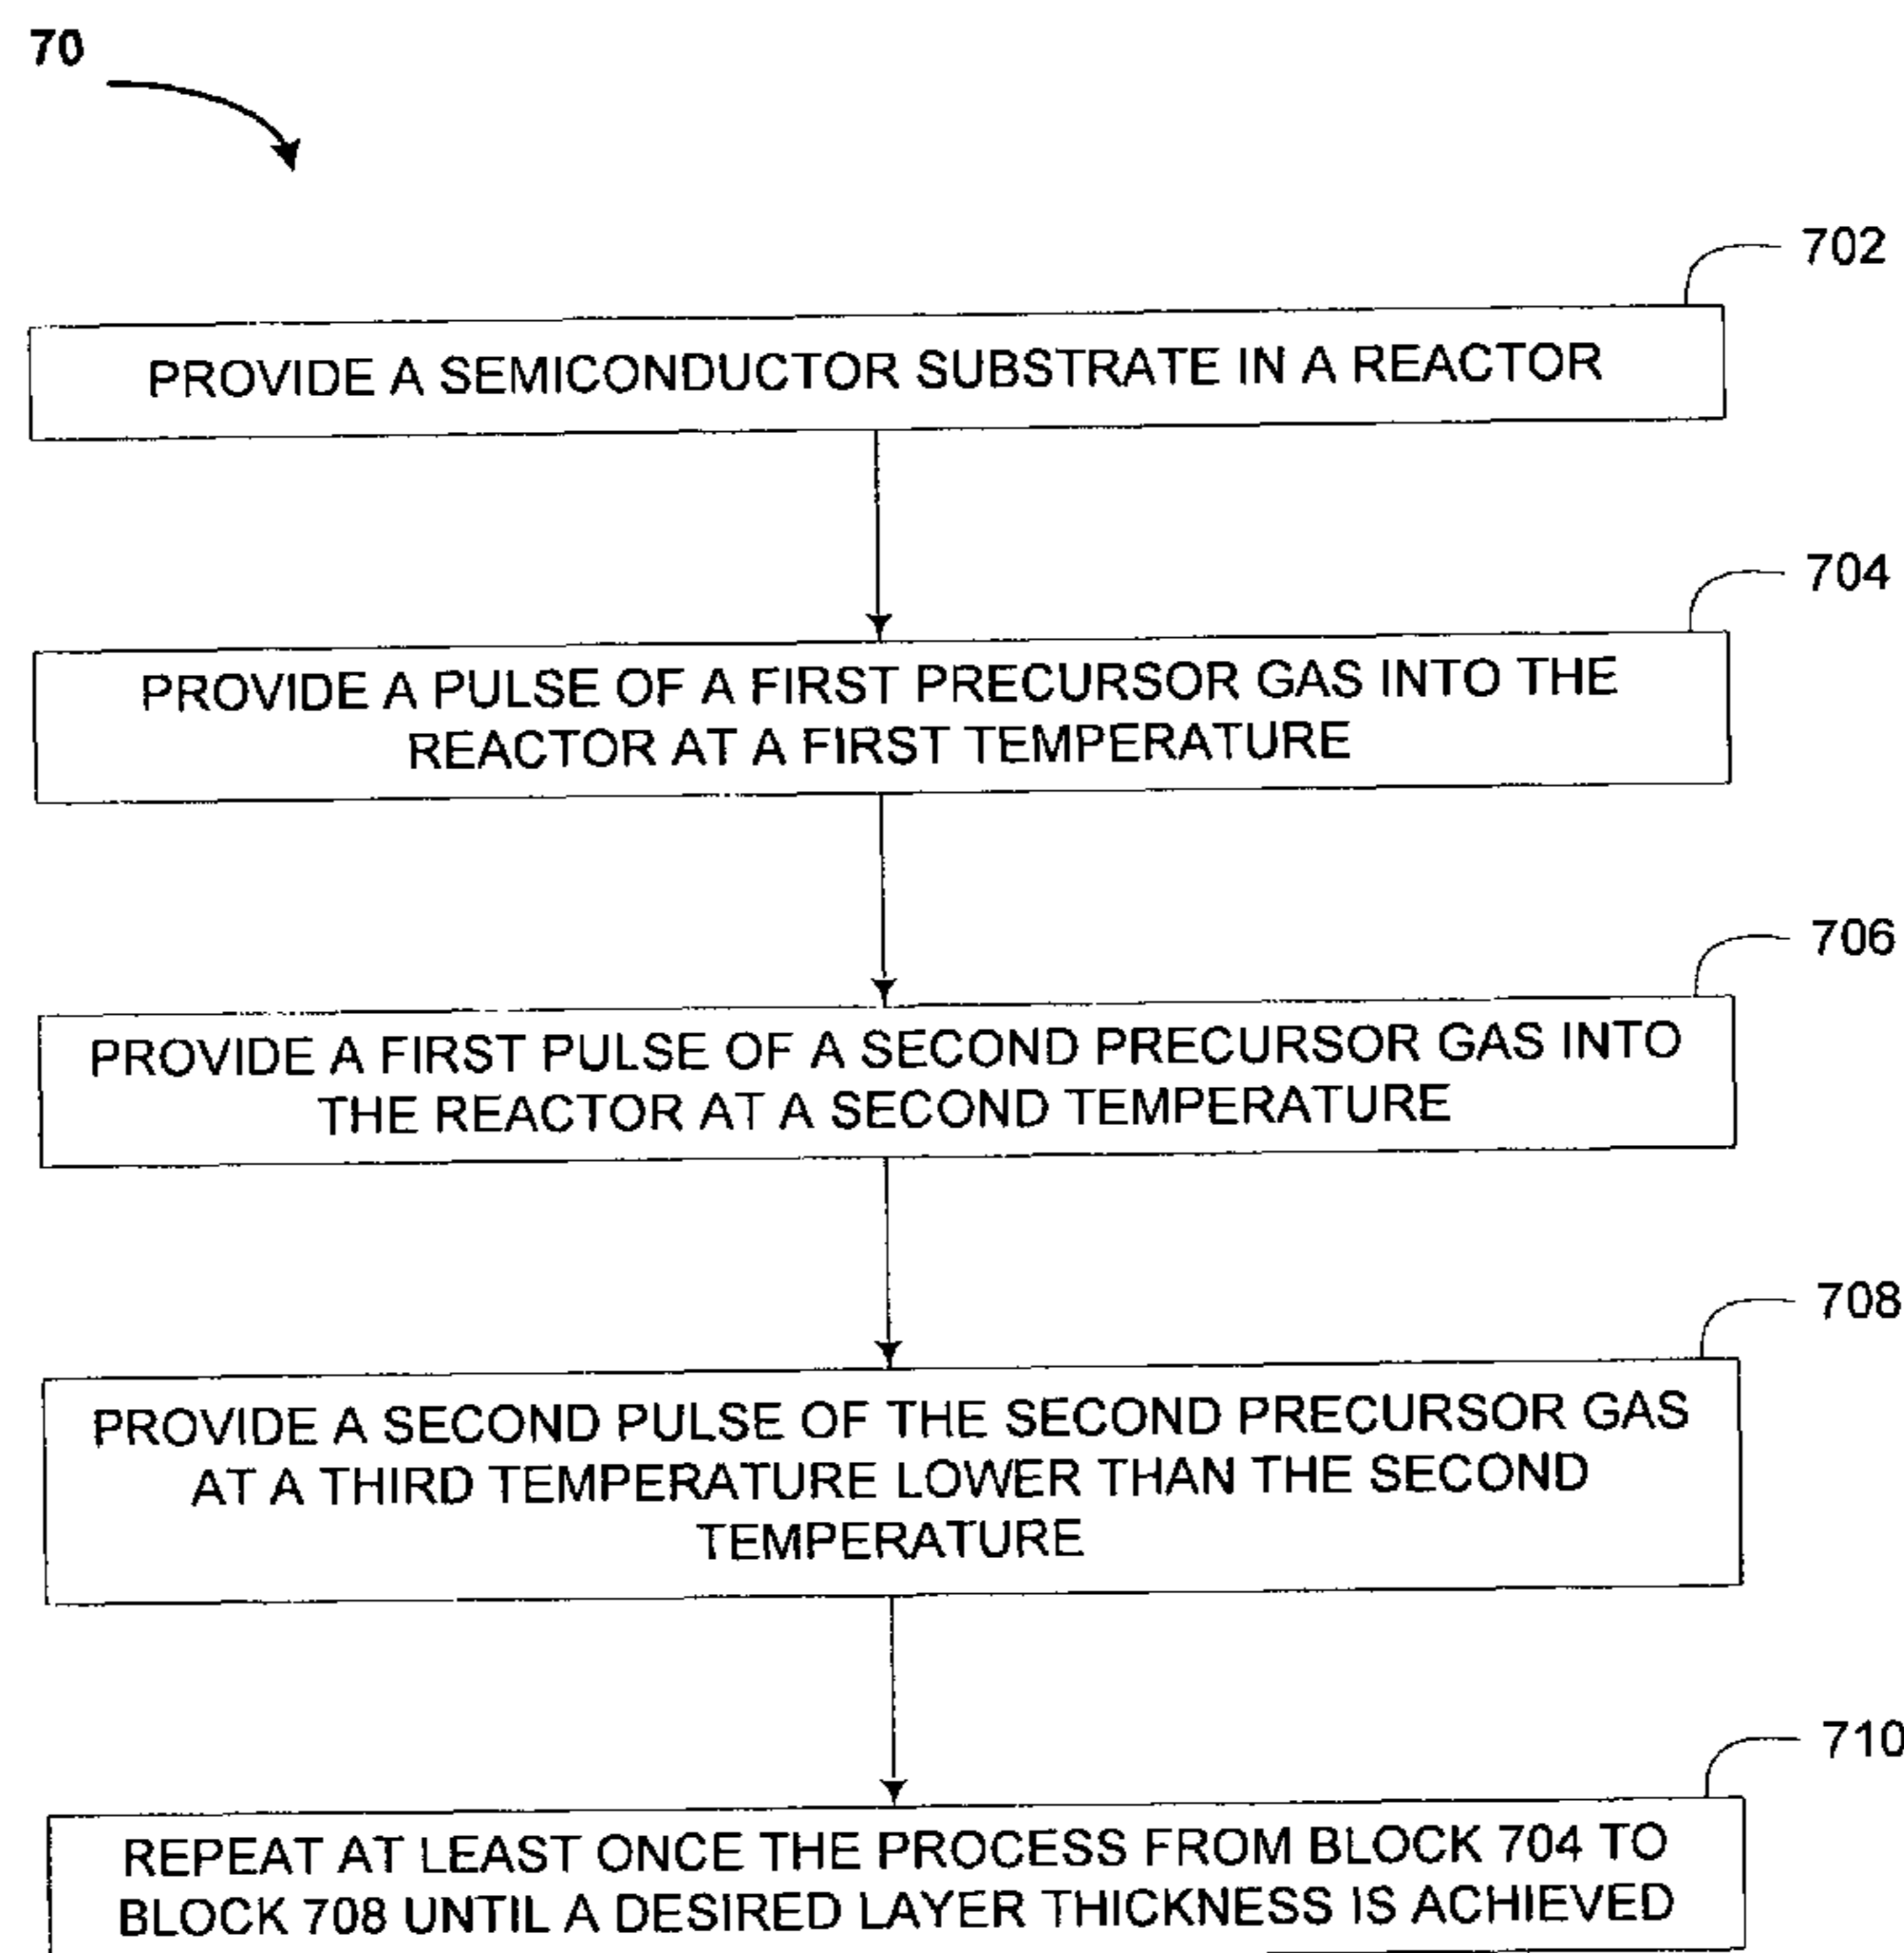 70
702
PROVIDE A SEMICONDUCTOR SUBSTRATE IN A REACTOR
704
PROVIDE A PULSE OF A FIRST PRECURSOR GAS INTO THE
REACTOR AT A FIRST TEMPERATURE
706
PROVIDE A FIRST PULSE OF A SECOND PRECURSOR GAS INTO
THE REACTOR AT A SECOND TEMPERATURE
708
PROVIDE A SECOND PULSE OF THE SECOND PRECURSOR GAS
AT A THIRD TEMPERATURE LOWER THAN THE SECOND
TEMPERATURE
710
REPEAT AT LEAST ONCE THE PROCESS FROM BLOCK 704 TO
BLOCK 708 UNTIL A DESIRED LAYER THICKNESS IS ACHIEVED